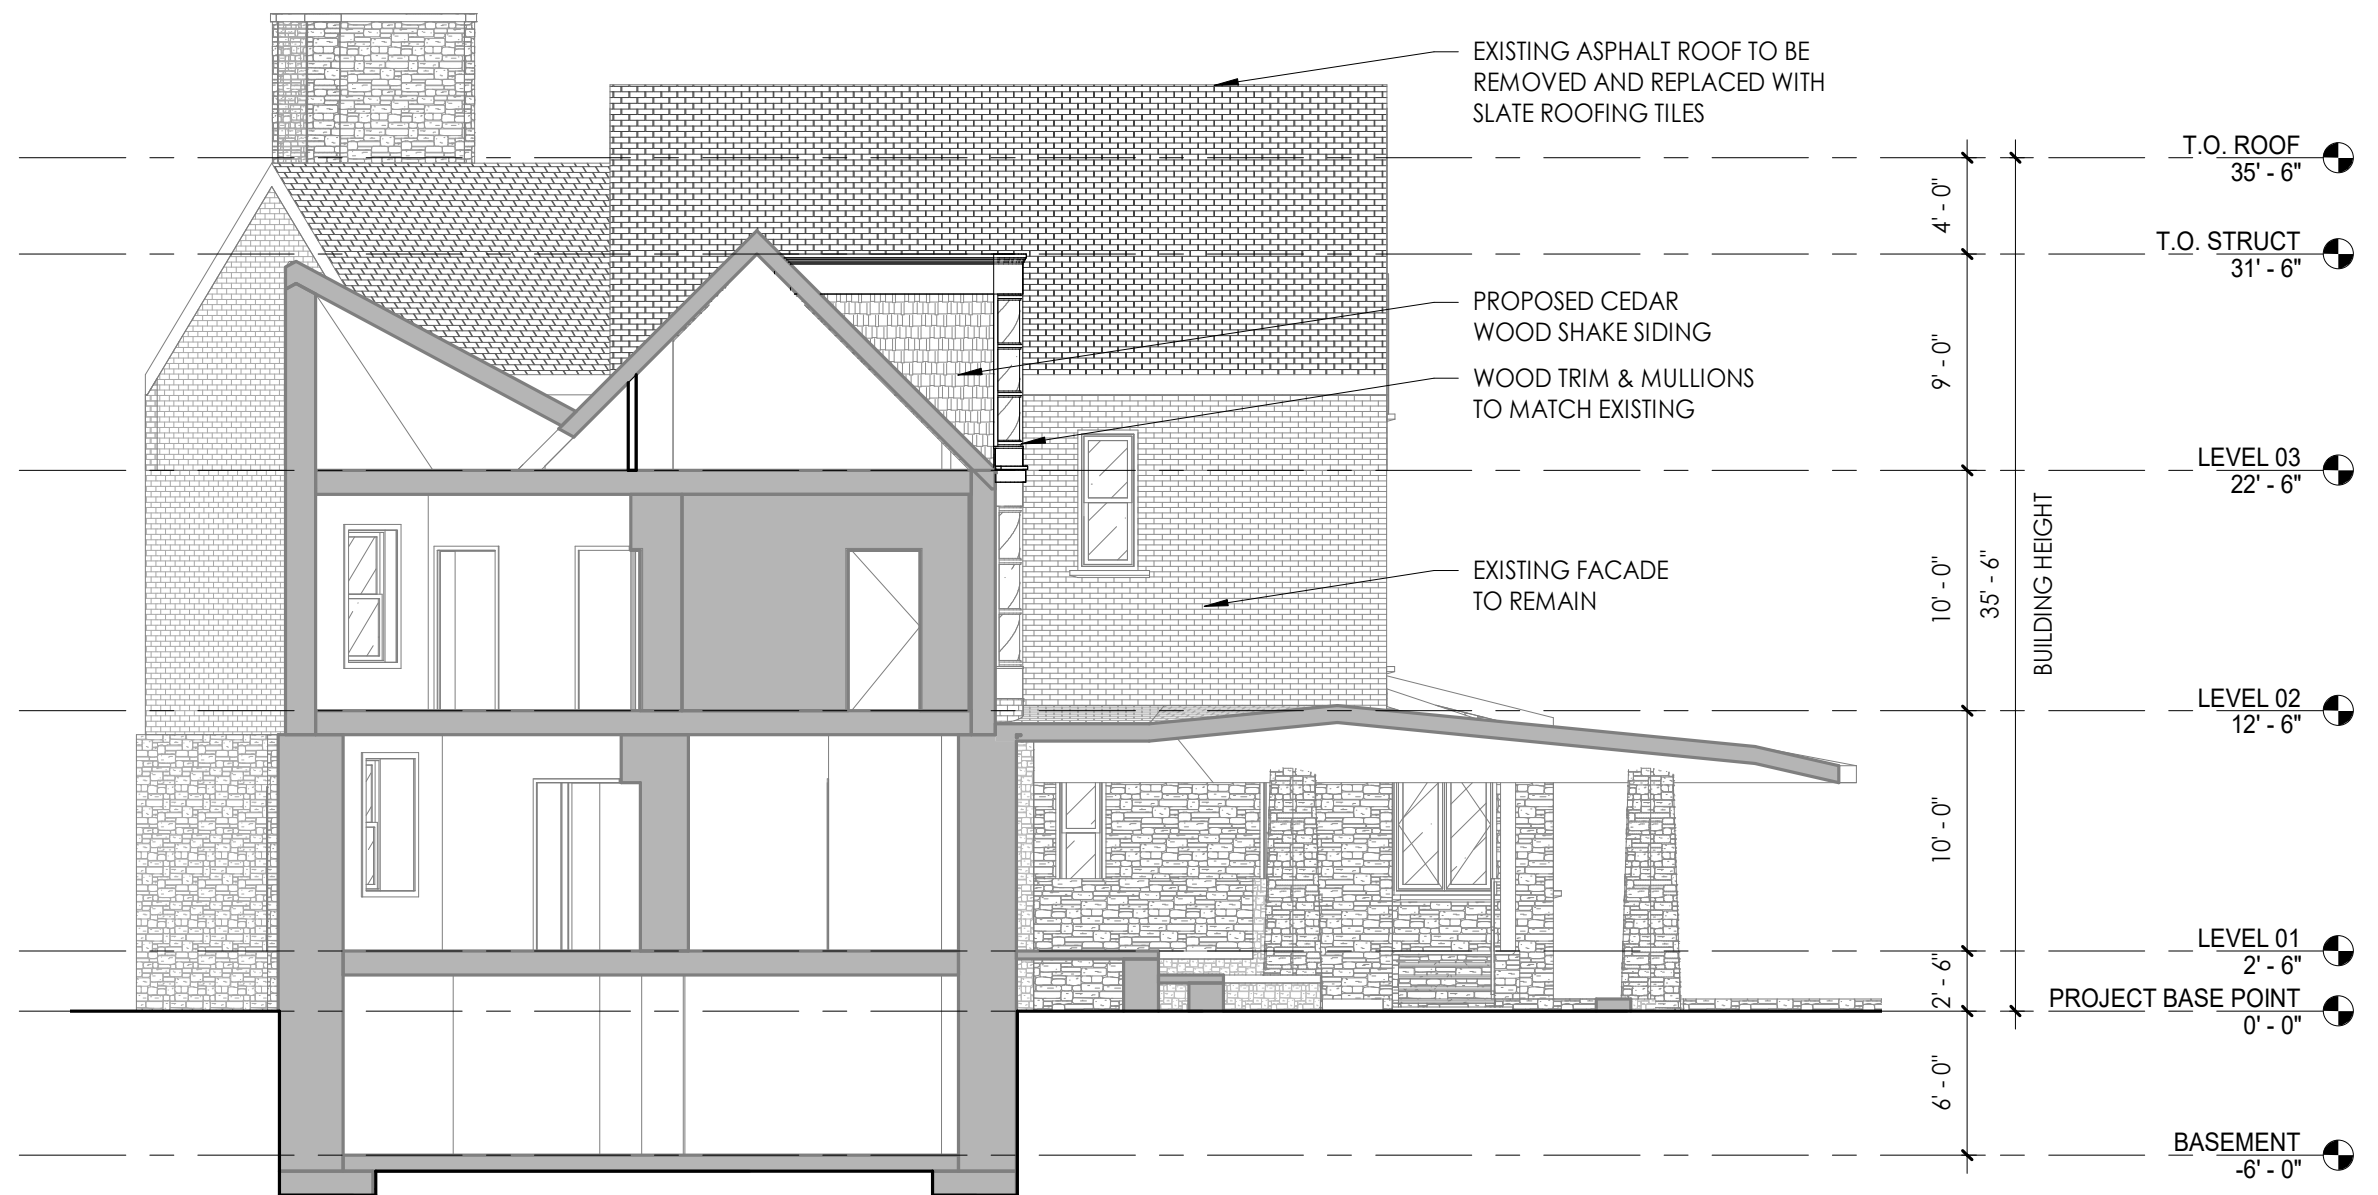 EXISTING ASPHALT ROOF TO BE
REMOVED AND REPLACED WITH
SLATE ROOFING TILES
T.O. ROOF
35' - 6"
4' - 0"
T.O. STRUCT
31' - 6"
PROPOSED CEDAR
WOOD SHAKE SIDING
9' - 0"
WOOD TRIM & MULLIONS
TO MATCH EXISTING
LEVEL 03
22' - 6"
EXISTING FACADE
TO REMAIN
10' - 0"
35' - 6"
BUILDING HEIGHT
LEVEL 02
12' - 6"
10' - 0"
LEVEL 01
2' - 6"
2' - 6"
PROJECT BASE POINT
0' - 0"
6' - 0"
BASEMENT
-6' - 0"